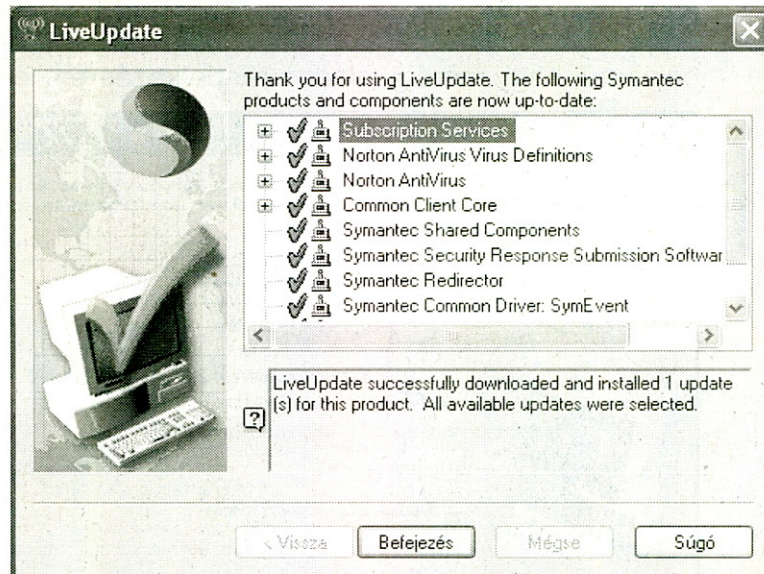 LiveUpdate
Thank you for using LiveUpdate. The following Symantec
products and components are now up-to-date:
Subscription Services
Norton AntiVirus Virus Definitions
Norton AntiVirus
Common Client Core
Symantec Shared Components
Symantec Security Response Submission Softwar
Symantec Redirector
Symantec Common Driver: SymEvent
LiveUpdate successfully downloaded and installed 1 update
(s) for this product. All available updates were selected.
< Vissza
Befejezés
Mégse
Súgó